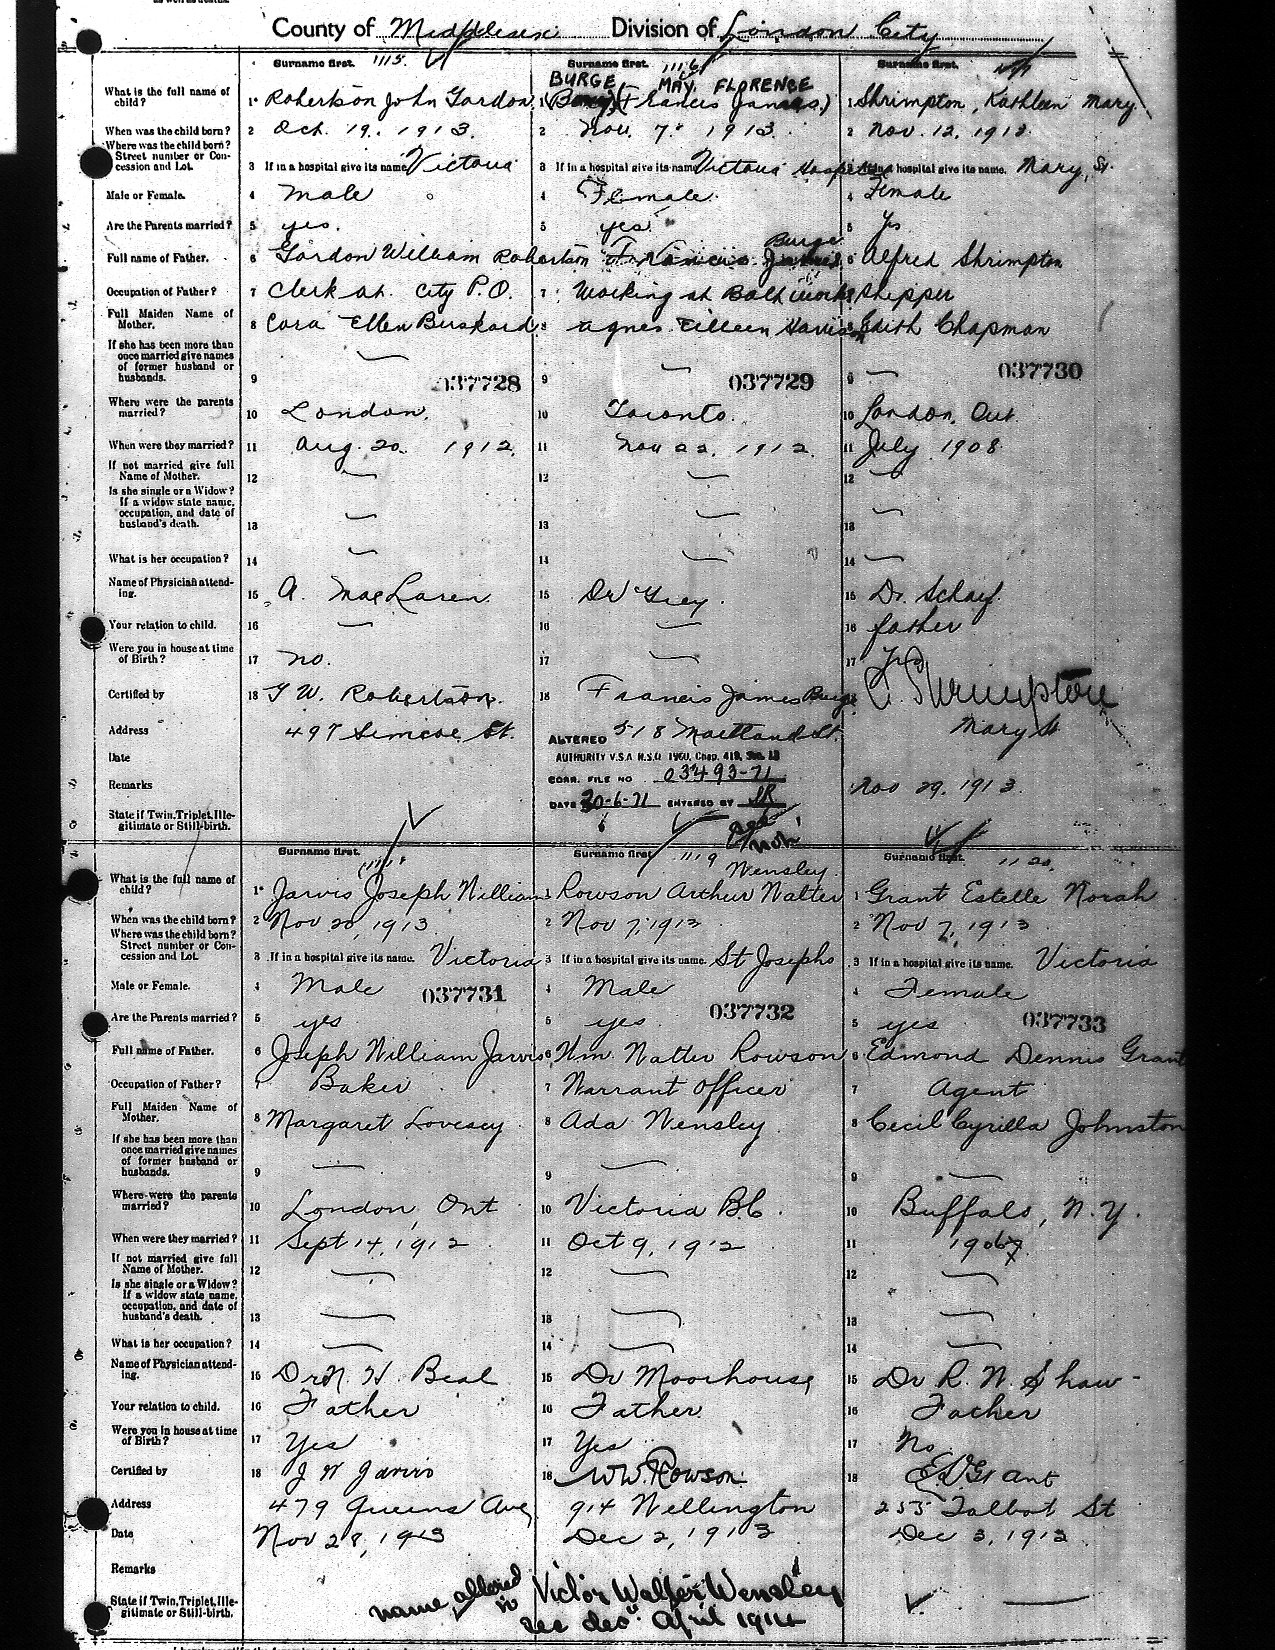 as well as deaths.
County of Middlesex Division of London City
Surname first. 1115 Surname first. 1116 Surname first.
BURGE MAY FLORENCE
What is the full name of child? 1 Robertson John Gordon 1 (Francis James) 1 Shrimpton, Kathleen Mary
When was the child born? 2 Oct. 19. 1913. 2 Nov. 7. 1913. 2 Nov. 12. 1913
Where was the child born? Street number or Concession and Lot. 3 If in a hospital give its name Victoria 3 If in a hospital give its name Victoria Hospital If in a hospital give its name. Mary St.
Male or Female. 4 Male 4 Female 4 Female
Are the Parents married? 5 yes. 5 yes. 5 Yes
Burge
Full name of Father. 6 Gordon William Robertson Francis James 6 Alfred Shrimpton
Occupation of Father? 7 Clerk at City P.O. 7 Working at Bolt Works Shipper
Full Maiden Name of Mother. 8 Cora Ellen 8 Agnes Eilleen 8 Edith Chapman
If she has been more than once married give names of former husband or husbands. 9 — 037728 9 — 037729 9 — 037730
Where were the parents married? 10 London. 10 Toronto. 10 London, Ont
When were they married? 11 Aug. 20. 1912. 11 Nov 22. 1912 11 July 1908
If not married give full Name of Mother. 12 — 12 — 12 —
Is she single or a Widow? If a widow state name, occupation, and date of husband's death. 13 — 13 — 13 —
What is her occupation? 14 — 14 — 14 —
Name of Physician attending. 15 A. MacLaren 15 Dr Grey. 15 Dr. Scharf
Your relation to child. 16 — 16 — 16 father
Were you in house at time of Birth? 17 no. 17 — 17 Yes
Certified by 18 G W. Robertson. 18 Francis James Burge A. Shrimpton
Address 497 Simcoe St. 518 Maitland St. Mary St
ALTERED
Date AUTHORITY V.S.A. R.S.O. 1960, Chap. 419, Sec. 13
Remarks CORR. FILE NO 03493-71 Nov 29, 1913
DATE 30-6-71 ENTERED BY SR
State if Twin, Triplet, Illegitimate or Still-birth.
Surname first. Surname first 1119 Surname first. 1120
Wensley
What is the full name of child? 1 Jarvis Joseph William 1 Rowson Arthur Walter 1 Grant Estelle Norah
When was the child born? 2 Nov 20, 1913 2 Nov 7, 1913 2 Nov 7, 1913
Where was the child born? Street number or Concession and Lot. 3 If in a hospital give its name. Victoria 3 If in a hospital give its name. St Josephs 3 If in a hospital give its name. Victoria
Male or Female. 4 Male 037731 4 Male 037732 4 Female
Are the Parents married? 5 yes 5 yes 5 yes 037733
Full name of Father. 6 Joseph William Jarvis 6 Wm. Walter Rowson 6 Edmond Dennis Grant
Occupation of Father? 7 Baker 7 Warrant Officer 7 Agent
Full Maiden Name of Mother. 8 Margaret Lovesey 8 Ada Wensley 8 Cecil Cyrilla Johnston
If she has been more than once married give names of former husband or husbands. 9 — 9 — 9 —
Where were the parents married? 10 London, Ont 10 Victoria B.C. 10 Buffalo, N.Y.
When were they married? 11 Sept 14, 1912 11 Oct 9, 1912 11
If not married give full Name of Mother. 12 — 12 — 12 —
Is she single or a Widow? If a widow state name, occupation, and date of husband's death. 13 — 13 — 13 —
What is her occupation? 14 — 14 — 14 —
Name of Physician attending. 15 Dr N H Beal 15 Dr Moorhouse 15 Dr R. W. Shaw
Your relation to child. 16 Father 16 Father 16 Father
Were you in house at time of Birth? 17 Yes 17 Yes 17 No
Certified by 18 J W Jarvis 18 WW Rowson 18 E D Grant
Address 479 Queens Ave 914 Wellington 255 Talbot St
Date Nov 28, 1913 Dec 2, 1913 Dec 3, 1913
Remarks
State if Twin, Triplet, Illegitimate or Still-birth. name altered to Victor Walter Wensley —
see dec. April 1914